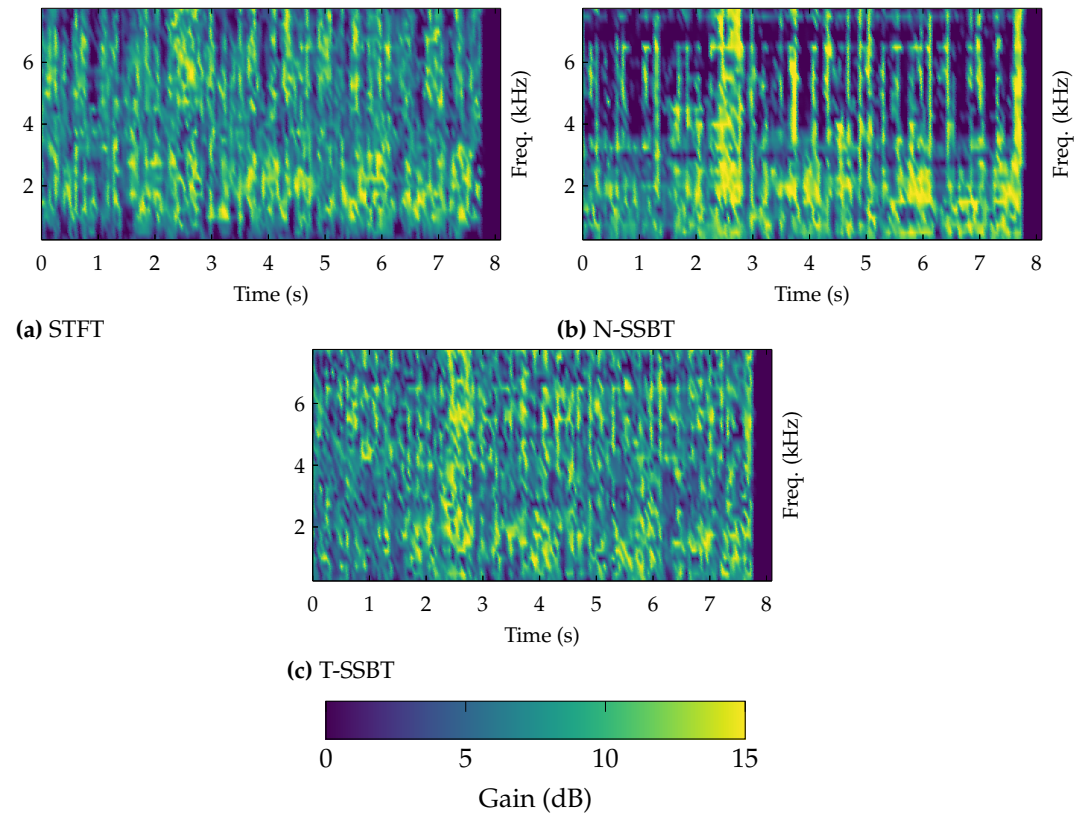 6
4
2
0 1 2 3 4 5 6 7 8
Time (s)
Freq. (kHz)
(a) STFT
6
4
2
0 1 2 3 4 5 6 7 8
Time (s)
Freq. (kHz)
(b) N-SSBT
6
4
2
0 1 2 3 4 5 6 7 8
Time (s)
Freq. (kHz)
(c) T-SSBT
0 5 10 15
Gain (dB)